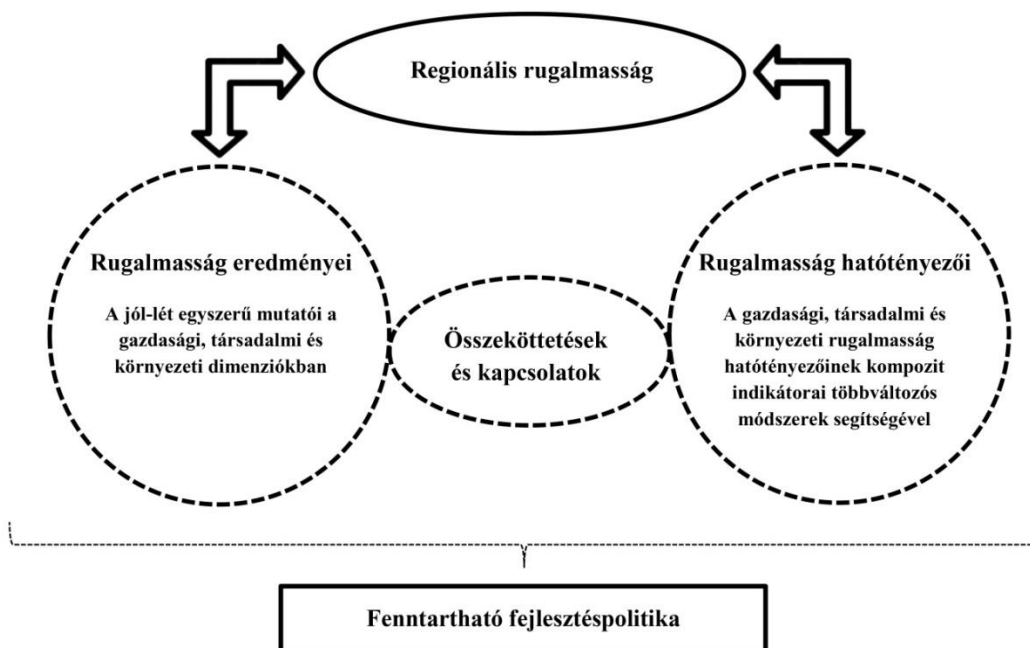 Regionális rugalmasság
Rugalmasság eredményei
A jól-lét egyszerű mutatói a
gazdasági, társadalmi és
környezeti dimenziókban
Összeköttetések
és kapcsolatok
Rugalmasság hatótényezői
A gazdasági, társadalmi és
környezeti rugalmasság
hatótényezőinek kompozit
indikátorai többváltozós
módszerek segítségével
Fenntartható fejlesztéspolitika